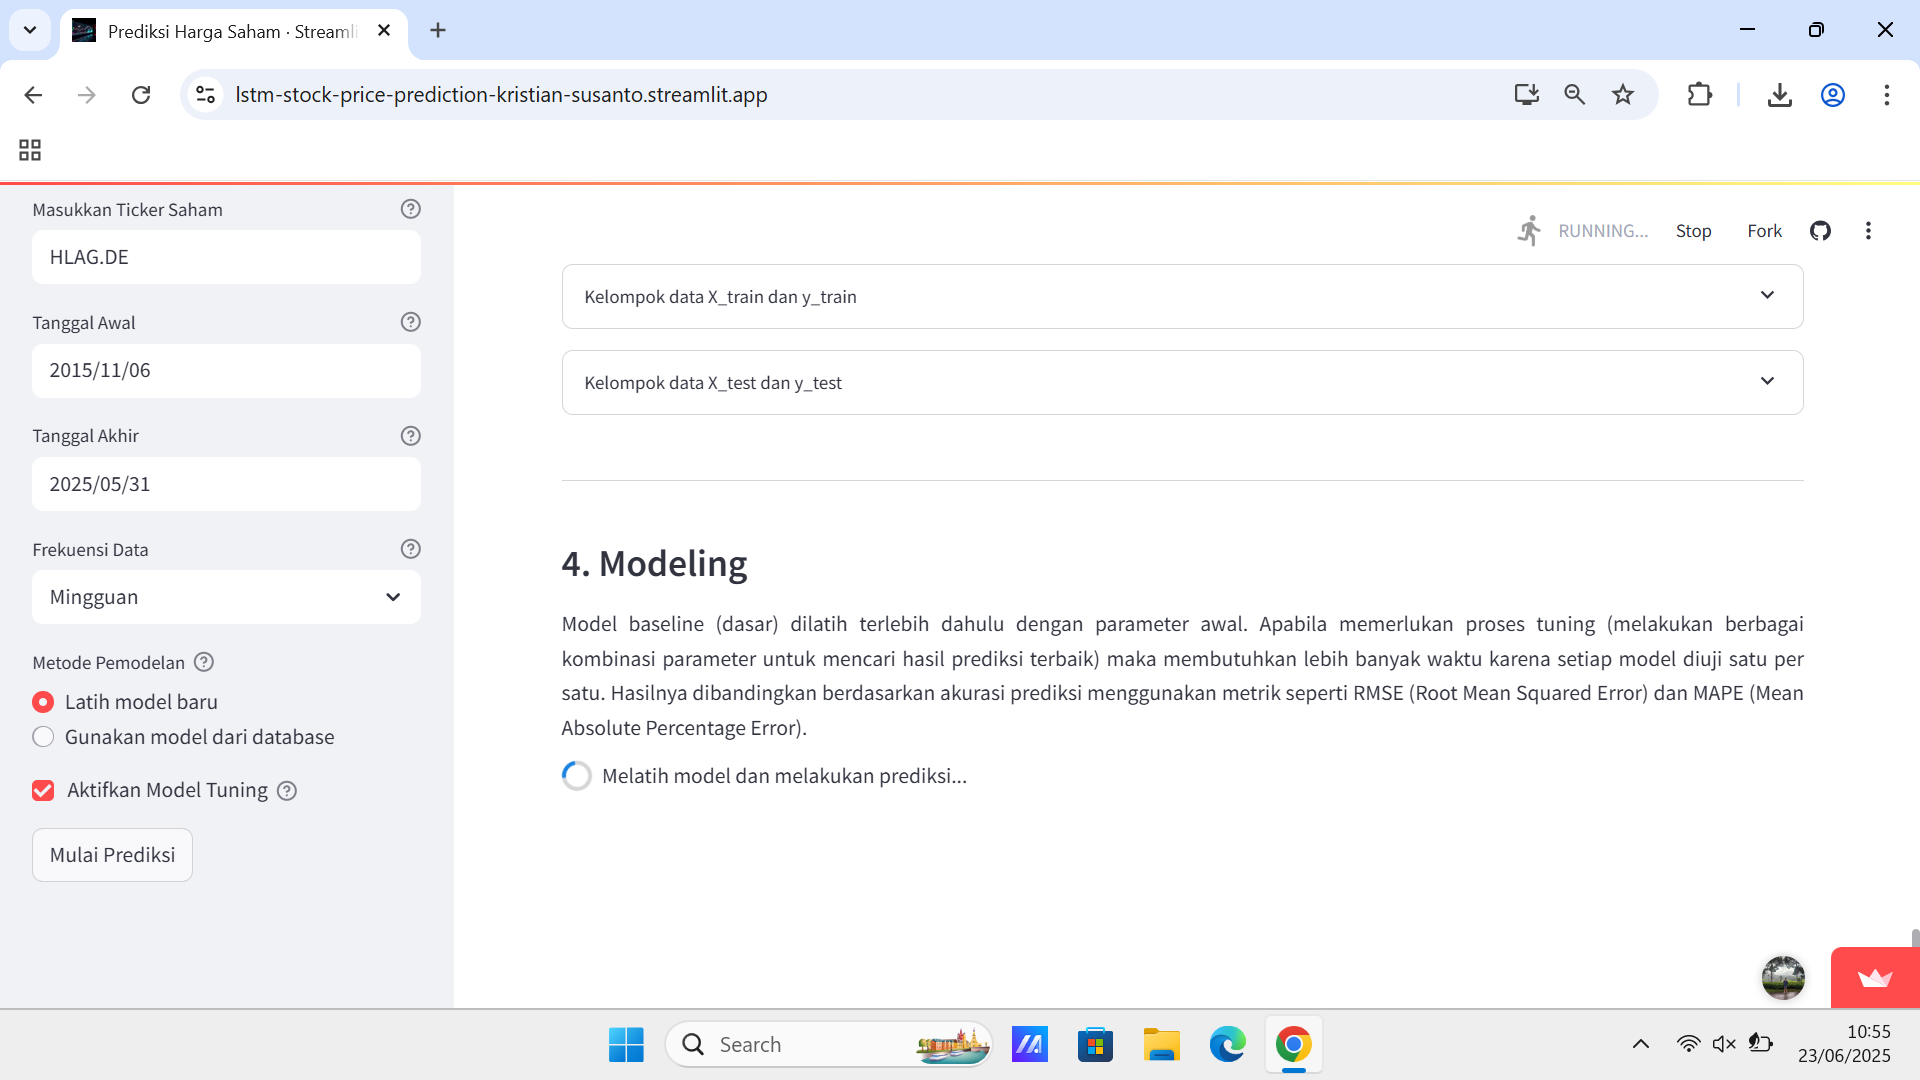 Prediksi Harga Saham · Streamli
lstm-stock-price-prediction-kristian-susanto.streamlit.app
Masukkan Ticker Saham
HLAG.DE
Tanggal Awal
2015/11/06
Tanggal Akhir
2025/05/31
Frekuensi Data
Mingguan
Metode Pemodelan
Latih model baru
Gunakan model dari database
Aktifkan Model Tuning
Mulai Prediksi
RUNNING... Stop Fork
Kelompok data X_train dan y_train
Kelompok data X_test dan y_test
4. Modeling
Model baseline (dasar) dilatih terlebih dahulu dengan parameter awal. Apabila memerlukan proses tuning (melakukan berbagai
kombinasi parameter untuk mencari hasil prediksi terbaik) maka membutuhkan lebih banyak waktu karena setiap model diuji satu per
satu. Hasilnya dibandingkan berdasarkan akurasi prediksi menggunakan metrik seperti RMSE (Root Mean Squared Error) dan MAPE (Mean
Absolute Percentage Error).
Melatih model dan melakukan prediksi...
Search
10:55
23/06/2025